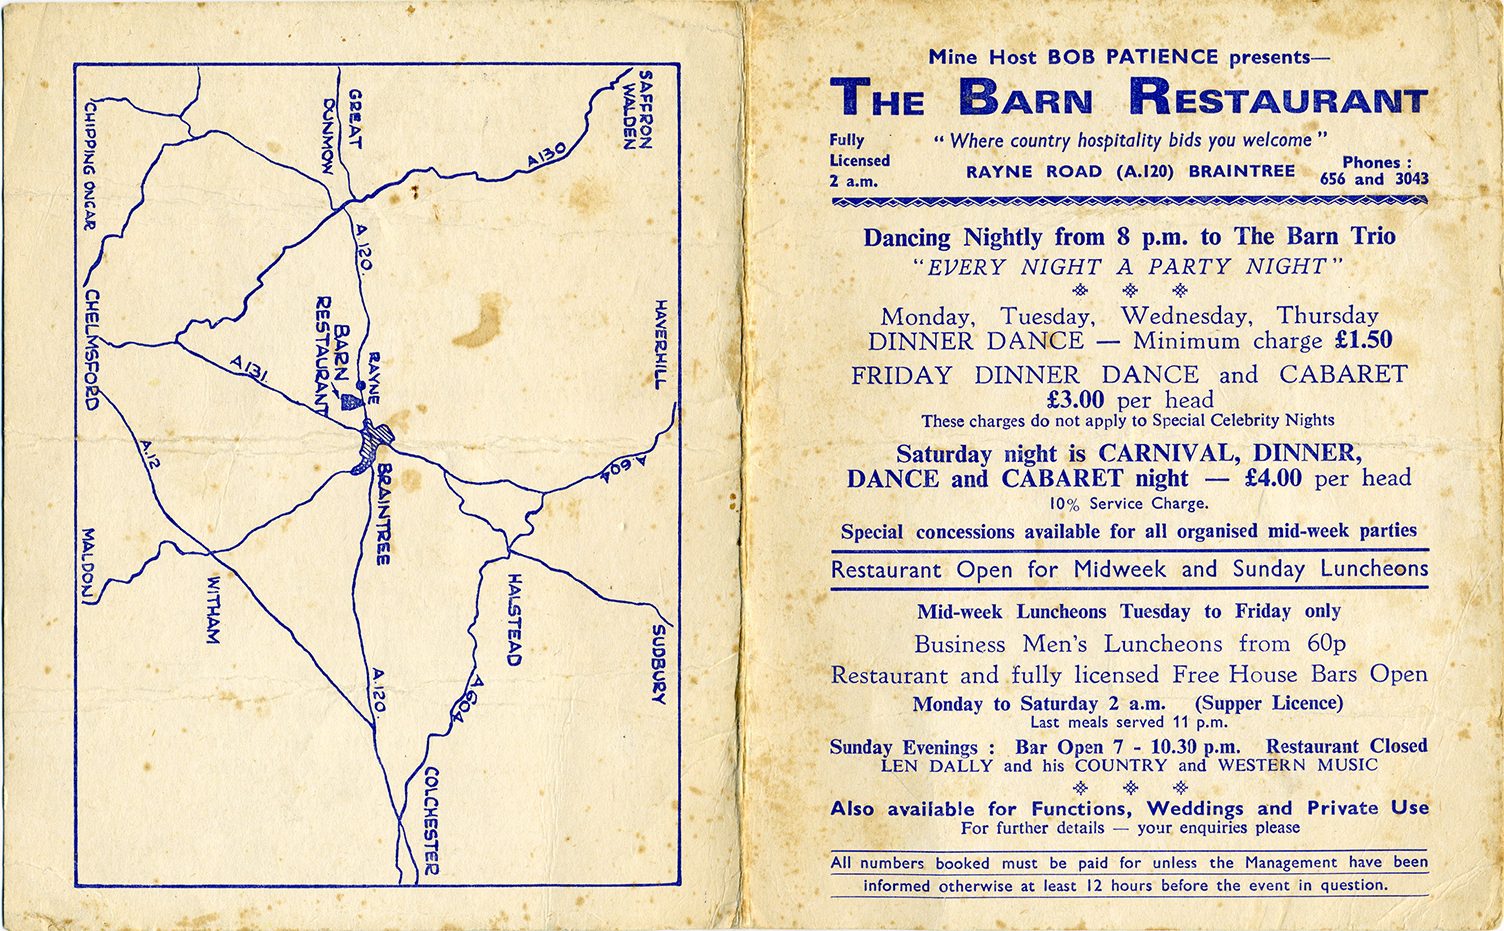 SAFFRON
WALDEN
GREAT
DUNMOW
CHIPPING ONGAR
A130
A.120.
HAVERHILL
BARN
RESTAURANT
RAYNE
CHELMSFORD
A131.
A.12
A.604
BRAINTREE
MALDON
WITHAM
HALSTEAD
SUDBURY
A.120.
A604
COLCHESTER
Mine Host BOB PATIENCE presents—
THE BARN RESTAURANT
Fully
Licensed
2 a.m.
"Where country hospitality bids you welcome"
RAYNE ROAD (A.120) BRAINTREE
Phones :
656 and 3043
Dancing Nightly from 8 p.m. to The Barn Trio
"EVERY NIGHT A PARTY NIGHT"
Monday, Tuesday, Wednesday, Thursday
DINNER DANCE — Minimum charge £1.50
FRIDAY DINNER DANCE and CABARET
£3.00 per head
These charges do not apply to Special Celebrity Nights
Saturday night is CARNIVAL, DINNER,
DANCE and CABARET night — £4.00 per head
10% Service Charge.
Special concessions available for all organised mid-week parties
Restaurant Open for Midweek and Sunday Luncheons
Mid-week Luncheons Tuesday to Friday only
Business Men's Luncheons from 60p
Restaurant and fully licensed Free House Bars Open
Monday to Saturday 2 a.m. (Supper Licence)
Last meals served 11 p.m.
Sunday Evenings : Bar Open 7 - 10.30 p.m. Restaurant Closed
LEN DALLY and his COUNTRY and WESTERN MUSIC
Also available for Functions, Weddings and Private Use
For further details — your enquiries please
All numbers booked must be paid for unless the Management have been
informed otherwise at least 12 hours before the event in question.